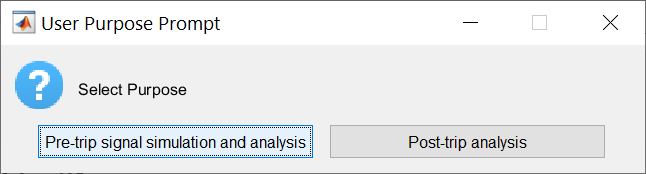 User Purpose Prompt
Select Purpose
Pre-trip signal simulation and analysis
Post-trip analysis